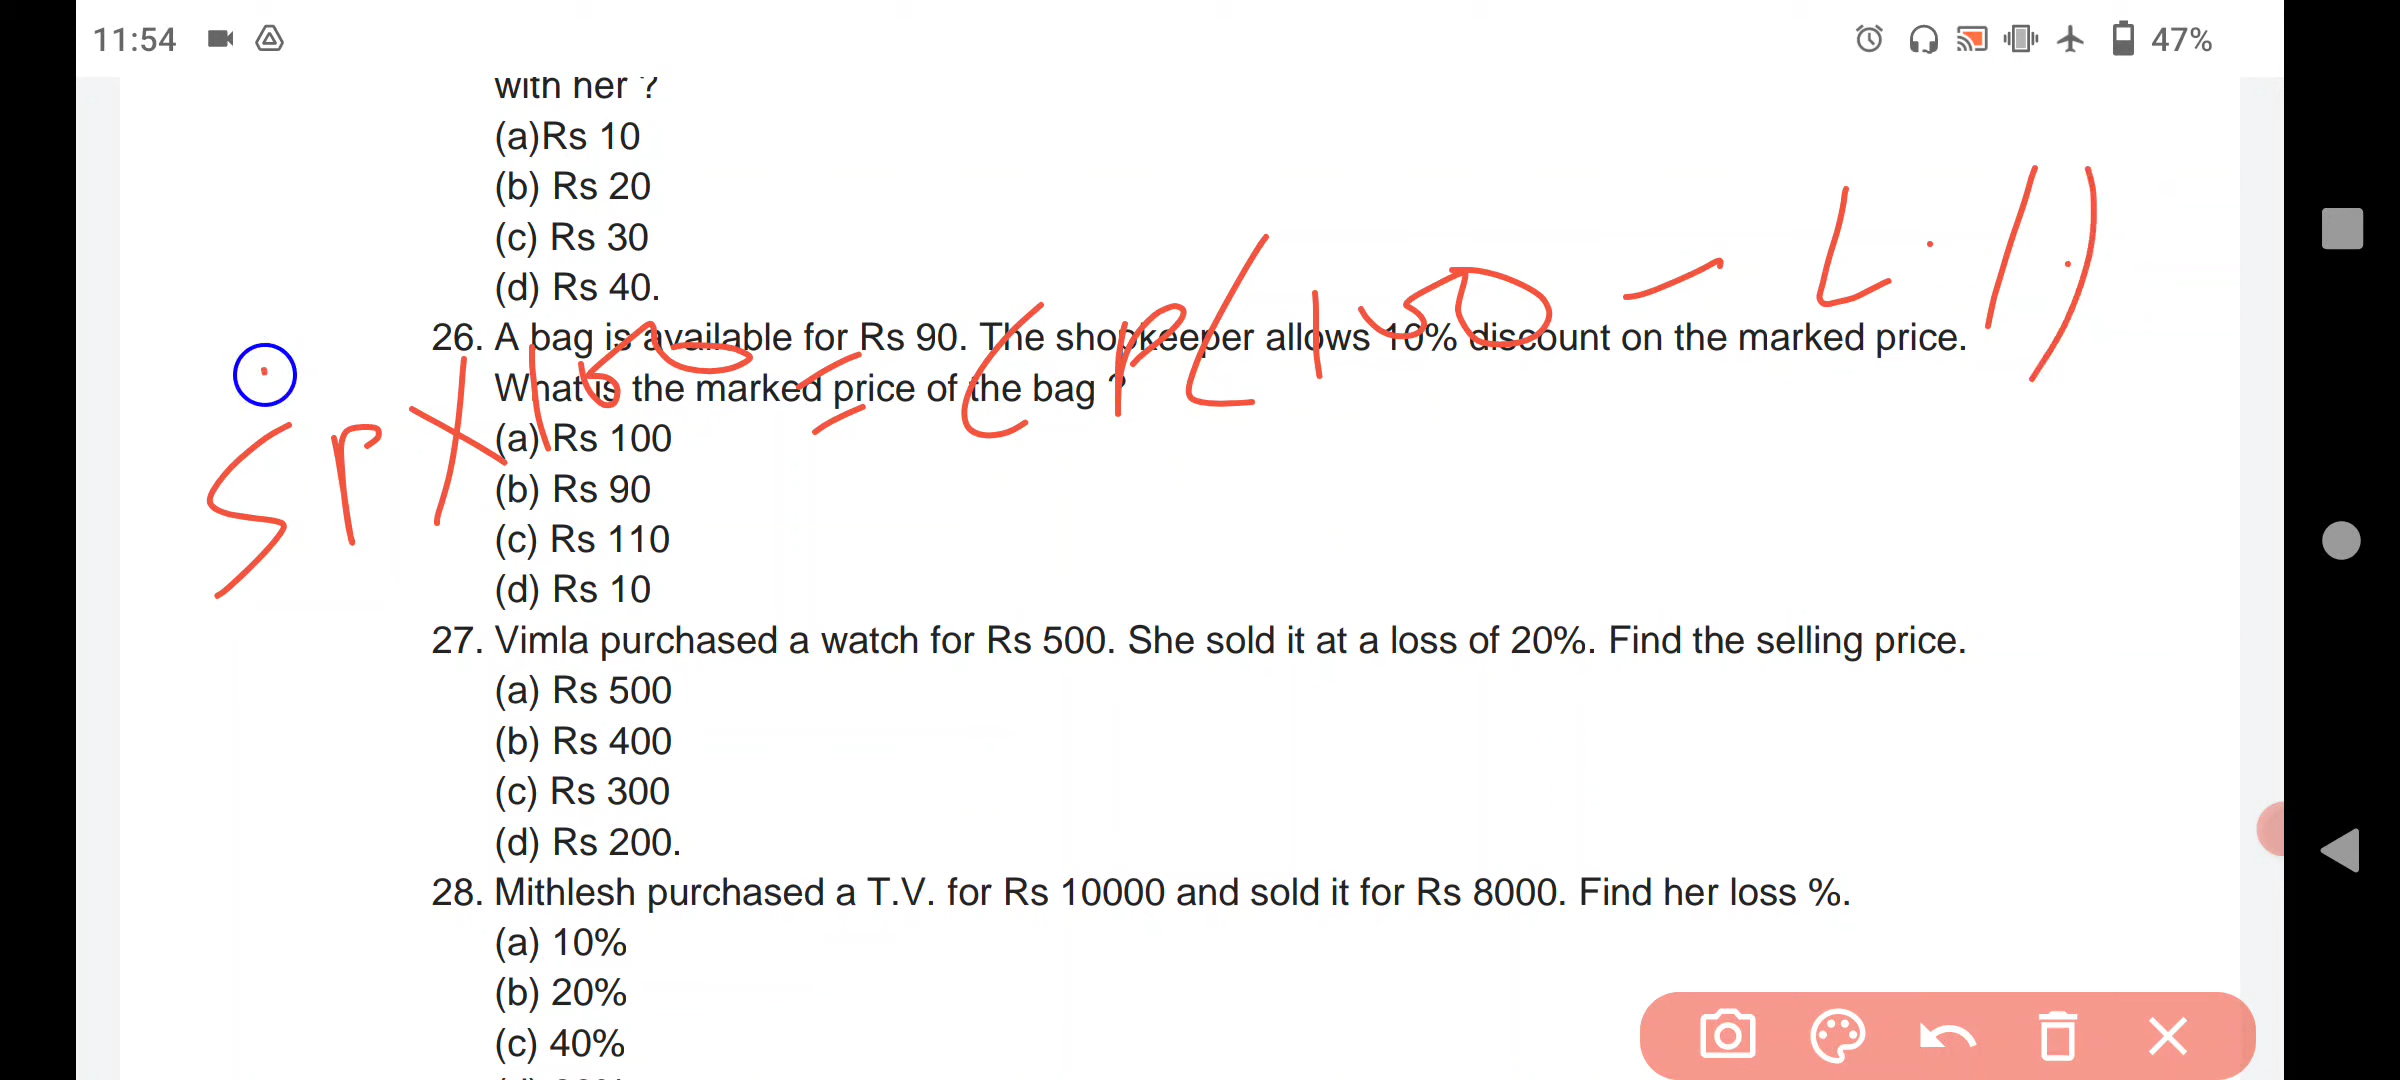 11:54 47%
with her ?
(a)Rs 10
(b) Rs 20
(c) Rs 30
(d) Rs 40.
26. A bag is available for Rs 90. The shopkeeper allows 10% discount on the marked price.
What is the marked price of the bag ?
(a) Rs 100
(b) Rs 90
(c) Rs 110
(d) Rs 10
SP X 100 = CP(100 - L%)
27. Vimla purchased a watch for Rs 500. She sold it at a loss of 20%. Find the selling price.
(a) Rs 500
(b) Rs 400
(c) Rs 300
(d) Rs 200.
28. Mithlesh purchased a T.V. for Rs 10000 and sold it for Rs 8000. Find her loss %.
(a) 10%
(b) 20%
(c) 40%